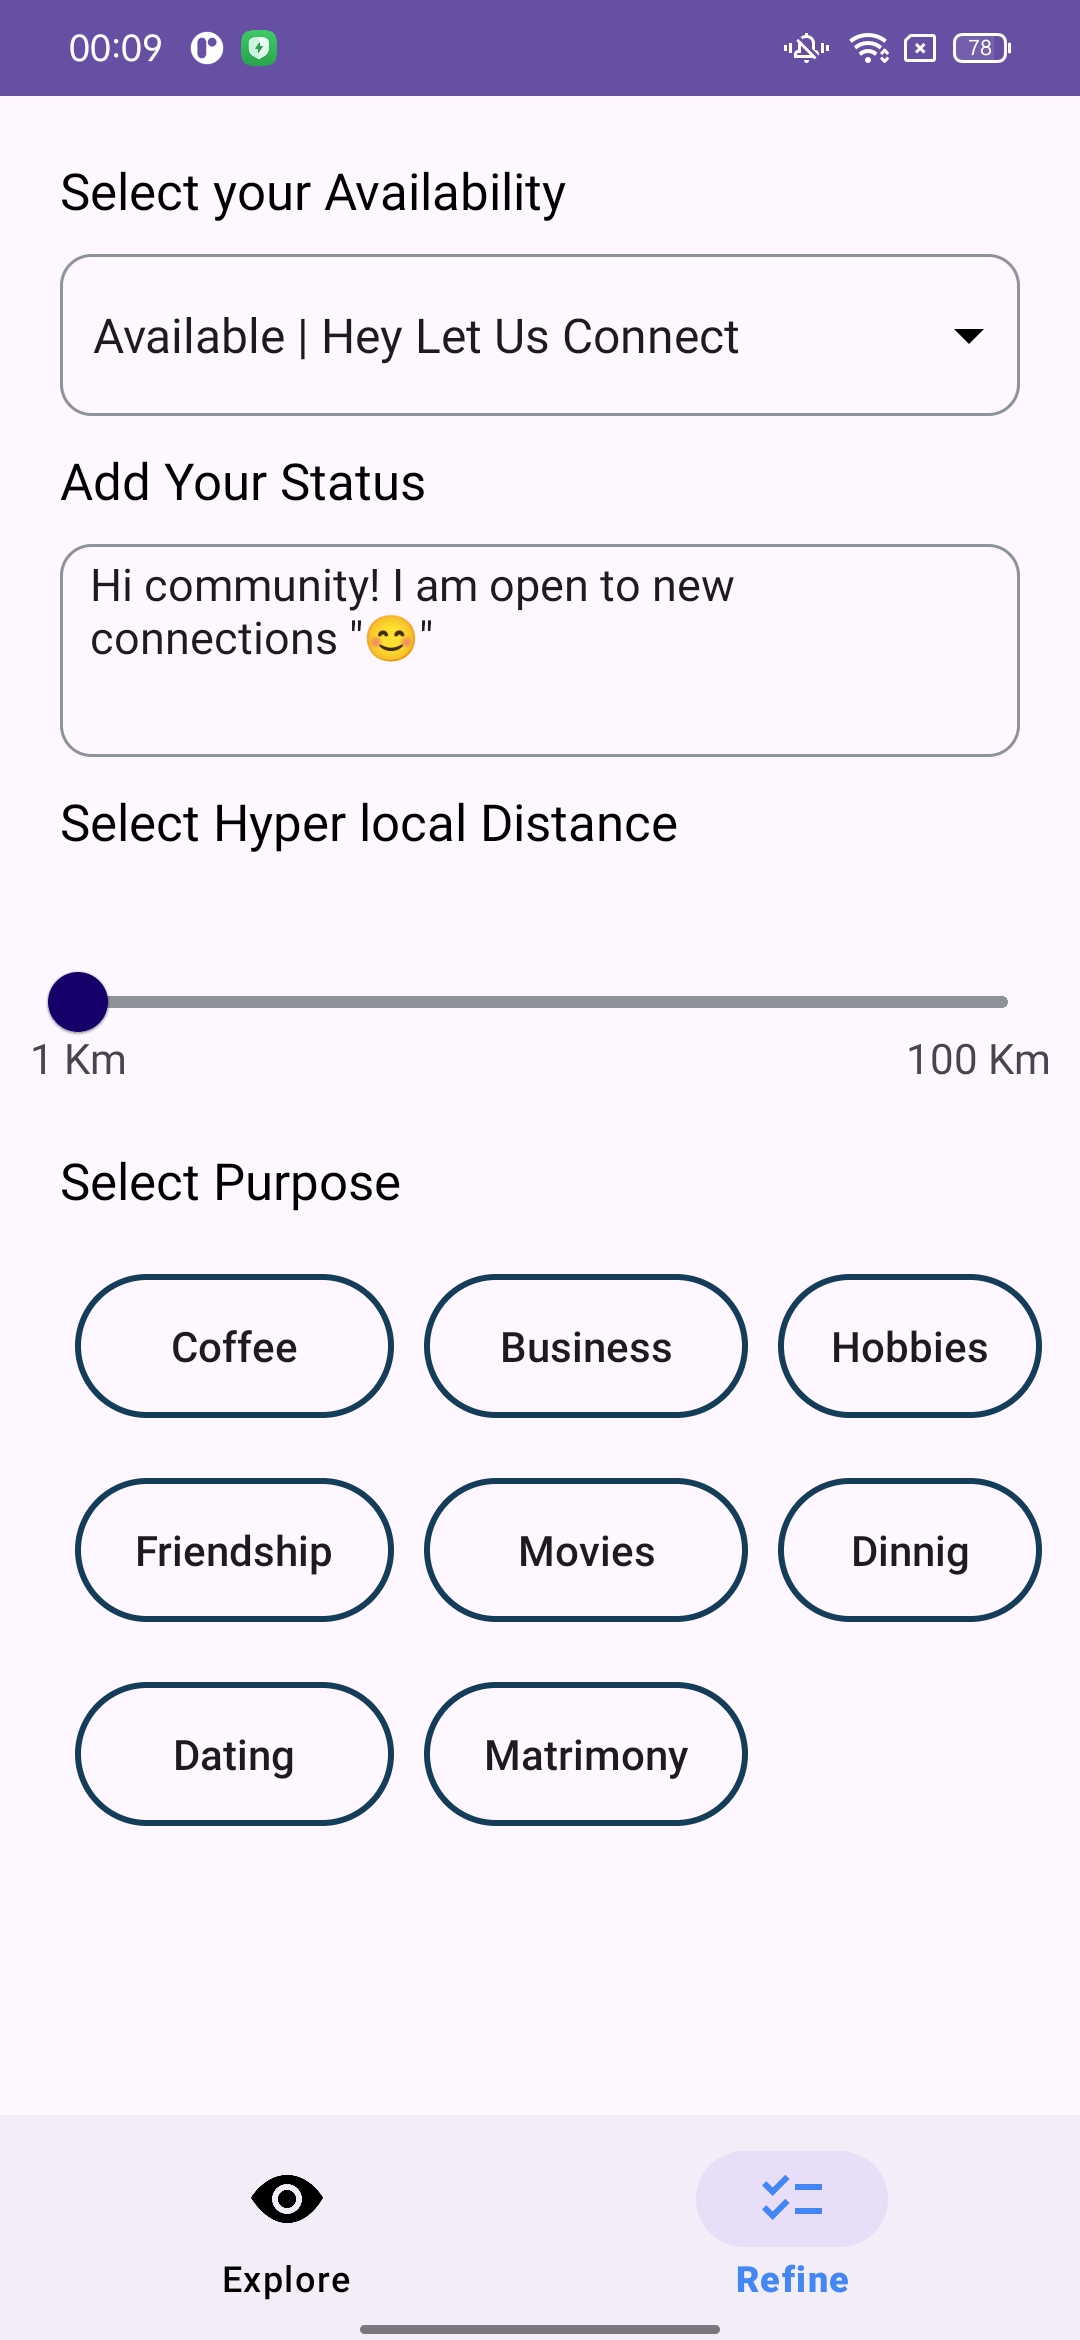 00:09
78
Select your Availability
Available | Hey Let Us Connect
Add Your Status
Hi community! I am open to new
connections "😊"
Select Hyper local Distance
1 Km 100 Km
Select Purpose
Coffee Business Hobbies
Friendship Movies Dinnig
Dating Matrimony
Explore Refine